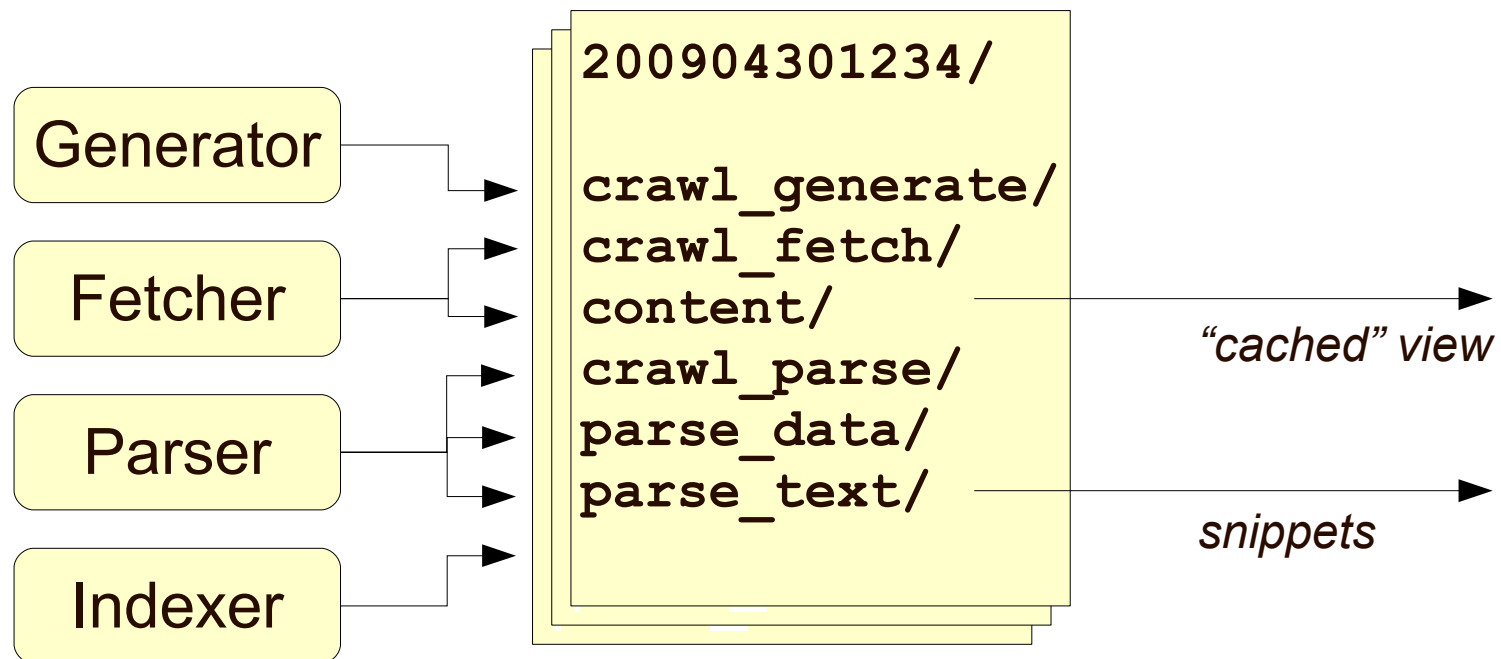 Generator
Fetcher
Parser
Indexer
200904301234/
crawl_generate/
crawl_fetch/
content/
crawl_parse/
parse_data/
parse_text/
“cached” view
snippets